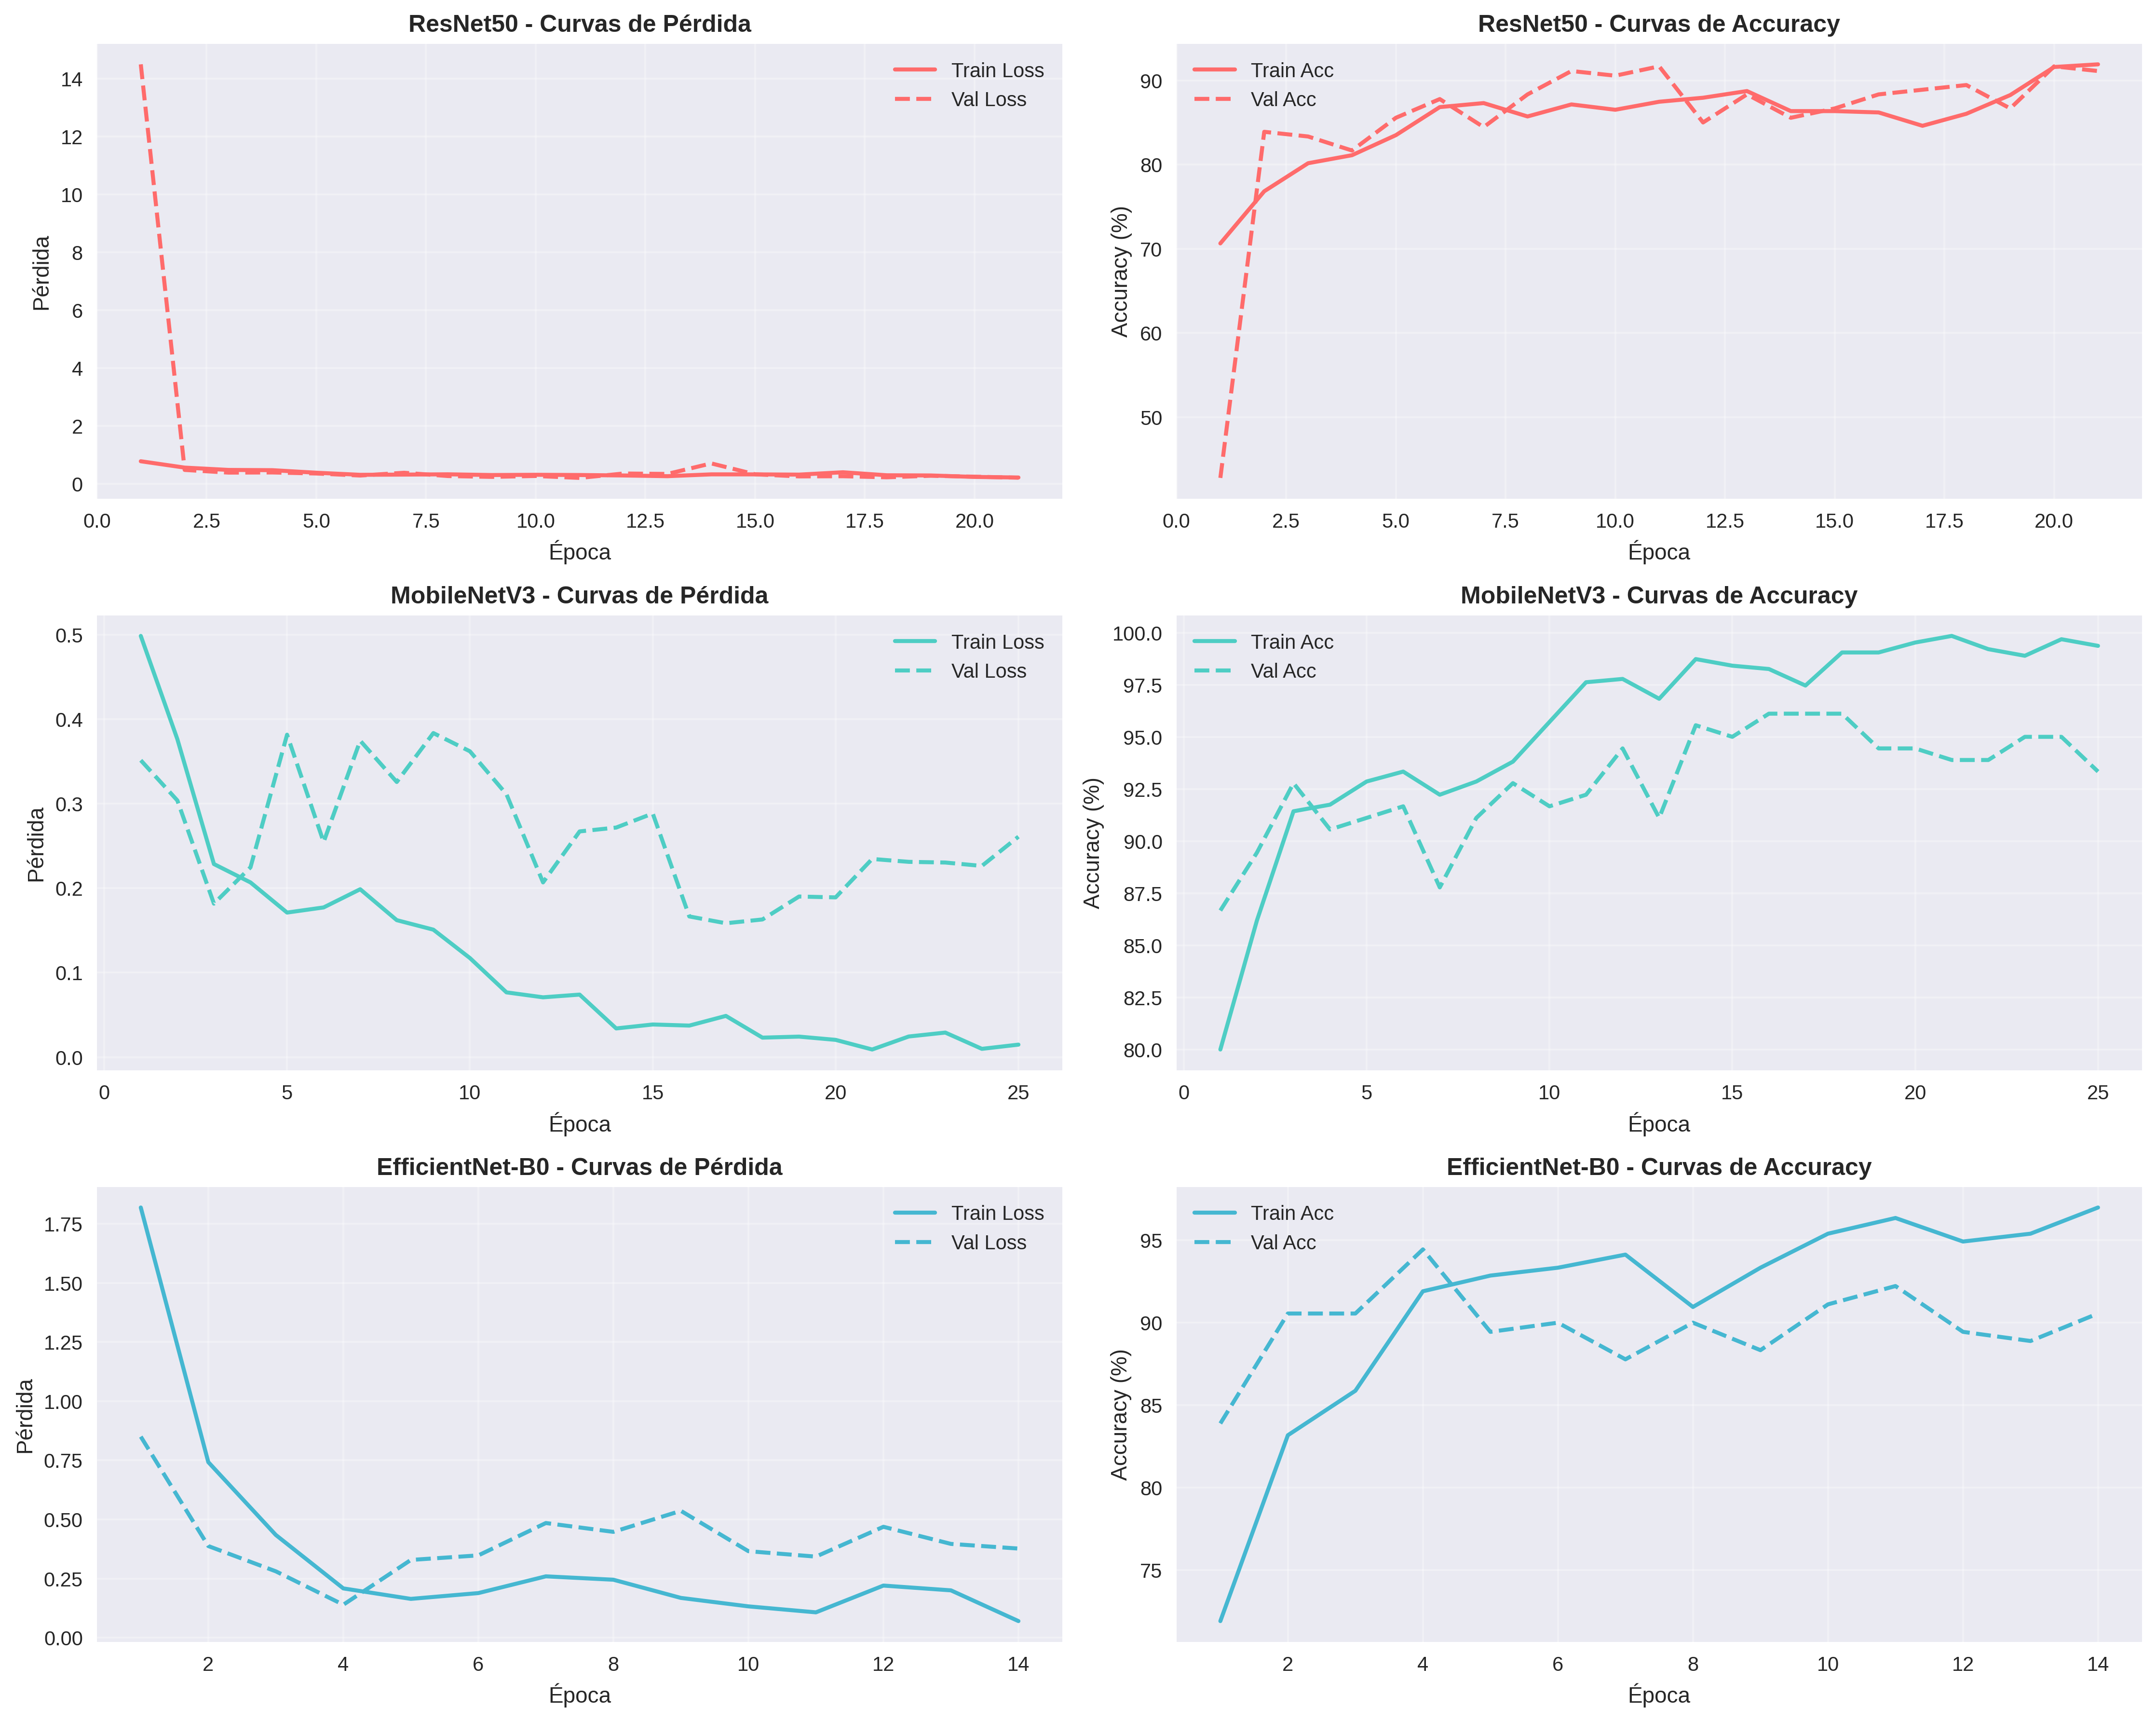 ResNet50 - Curvas de Pérdida
Train Loss
Val Loss
Pérdida
14
12
10
8
6
4
2
0
0.0 2.5 5.0 7.5 10.0 12.5 15.0 17.5 20.0
Época
ResNet50 - Curvas de Accuracy
Train Acc
Val Acc
Accuracy (%)
90
80
70
60
50
0.0 2.5 5.0 7.5 10.0 12.5 15.0 17.5 20.0
Época
MobileNetV3 - Curvas de Pérdida
Train Loss
Val Loss
Pérdida
0.5
0.4
0.3
0.2
0.1
0.0
0 5 10 15 20 25
Época
MobileNetV3 - Curvas de Accuracy
Train Acc
Val Acc
Accuracy (%)
100.0
97.5
95.0
92.5
90.0
87.5
85.0
82.5
80.0
0 5 10 15 20 25
Época
EfficientNet-B0 - Curvas de Pérdida
Train Loss
Val Loss
Pérdida
1.75
1.50
1.25
1.00
0.75
0.50
0.25
0.00
2 4 6 8 10 12 14
Época
EfficientNet-B0 - Curvas de Accuracy
Train Acc
Val Acc
Accuracy (%)
95
90
85
80
75
2 4 6 8 10 12 14
Época